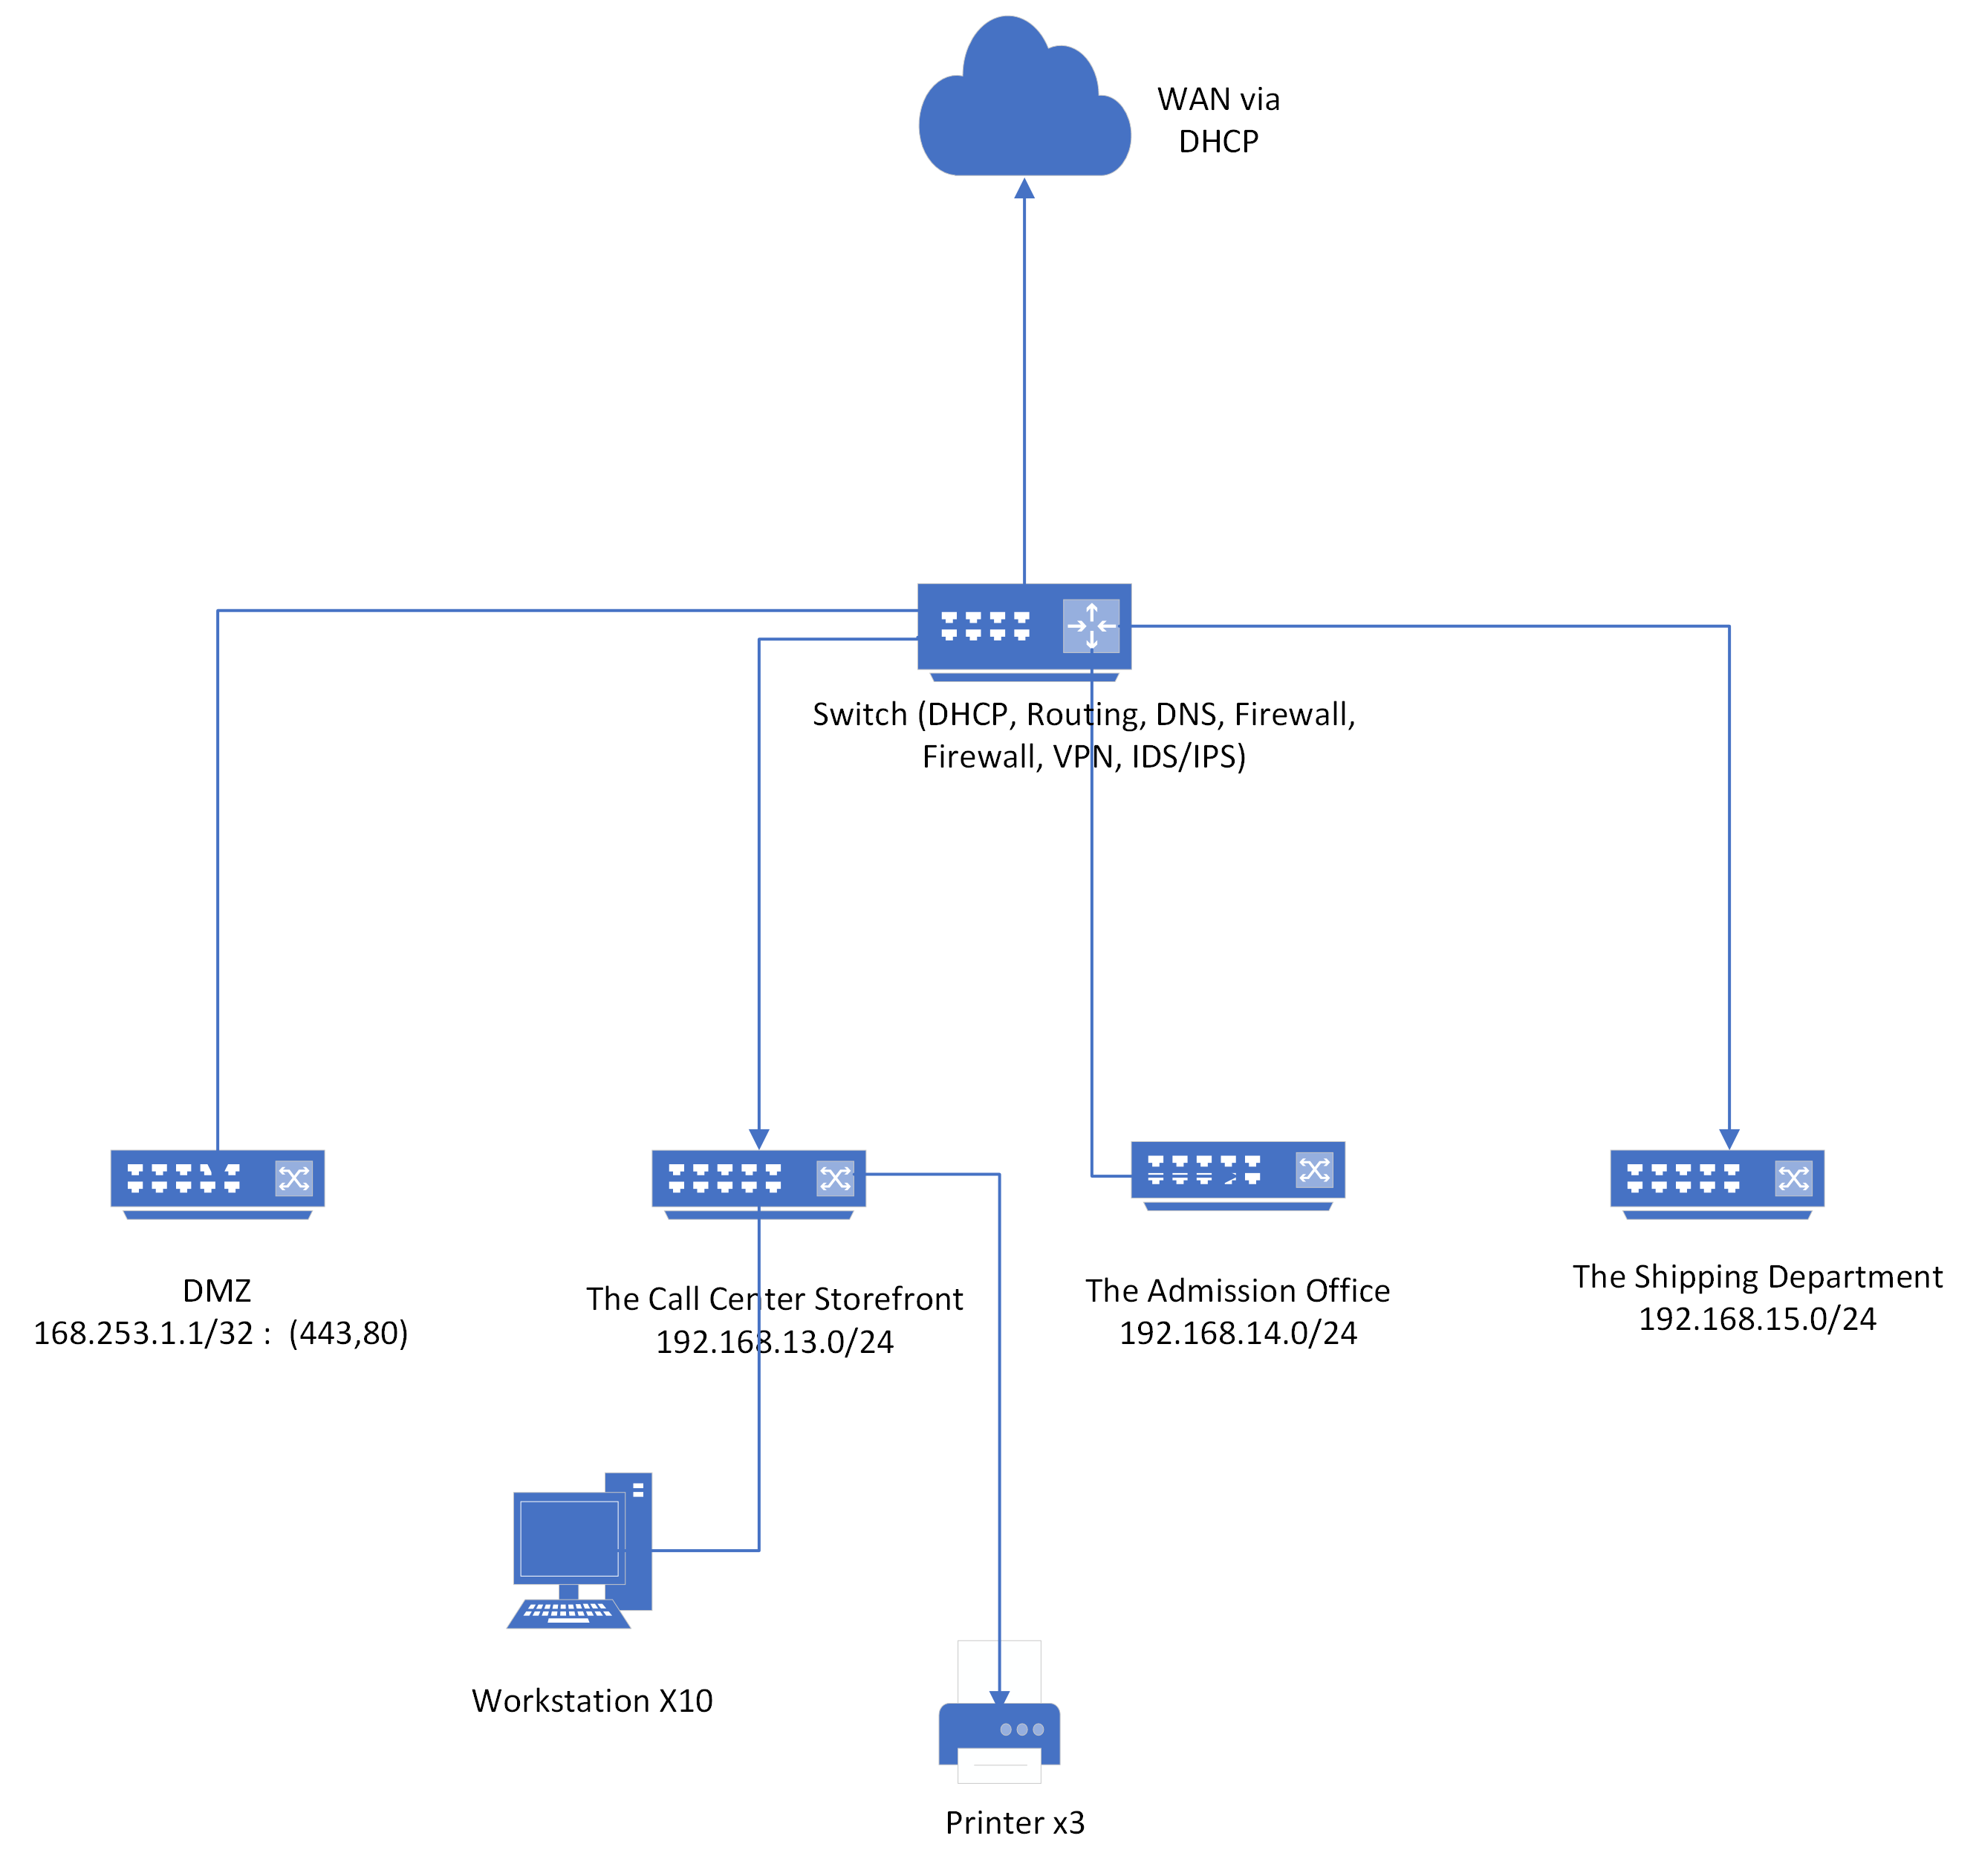 WAN via
DHCP
Switch (DHCP, Routing, DNS, Firewall,
Firewall, VPN, IDS/IPS)
DMZ
168.253.1.1/32 :  (443,80)
The Call Center Storefront
192.168.13.0/24
The Admission Office
192.168.14.0/24
The Shipping Department
192.168.15.0/24
Workstation X10
Printer x3